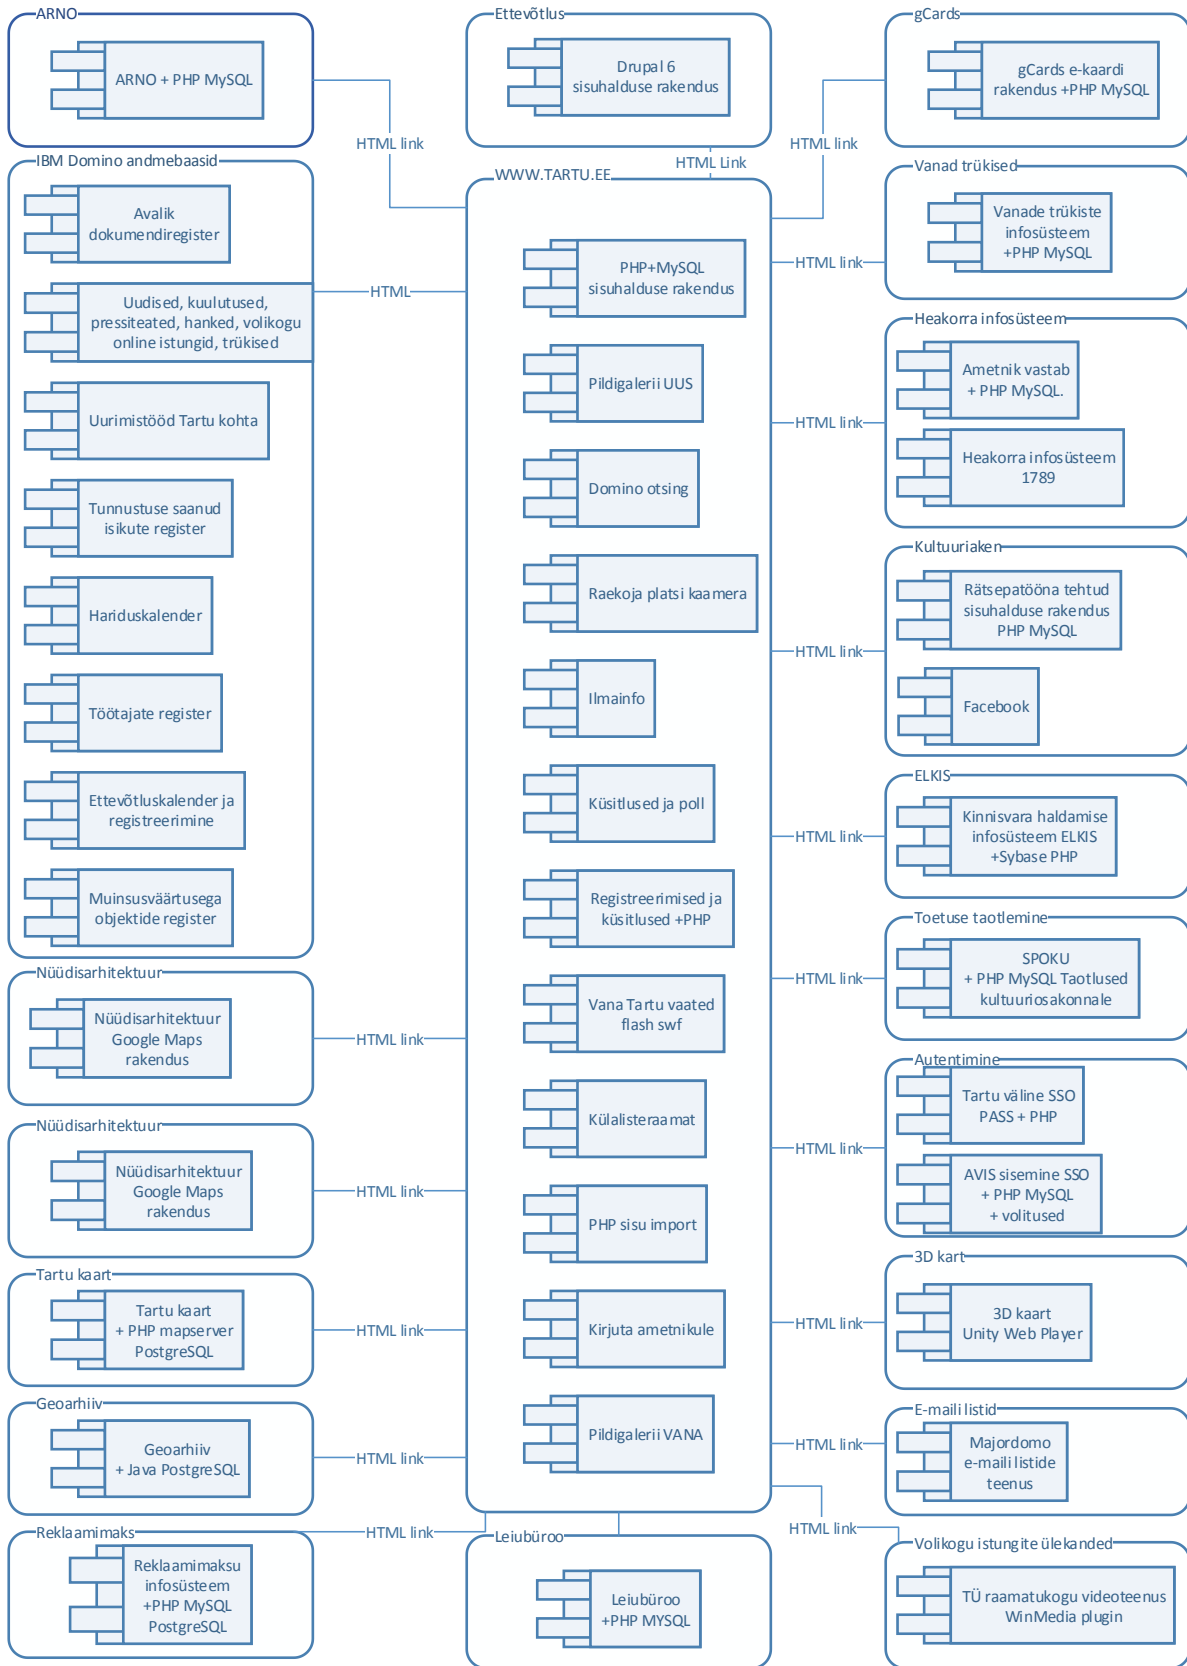 ARNO
ARNO + PHP MySQL
HTML link
IBM Domino andmebaasid
Avalik
dokumendiregister
Uudised, kuulutused,
pressiteated, hanked, volikogu
online istungid, trükised
HTML
Uurimistööd Tartu kohta
Tunnustuse saanud
isikute register
Hariduskalender
Töötajate register
Ettevõtluskalender ja
registreerimine
Muinsusväärtusega
objektide register
Nüüdisarhitektuur
Nüüdisarhitektuur
Google Maps
rakendus
HTML link
Nüüdisarhitektuur
Nüüdisarhitektuur
Google Maps
rakendus
HTML link
Tartu kaart
Tartu kaart
+ PHP mapserver
PostgreSQL
HTML link
Geoarhiiv
Geoarhiiv
+ Java PostgreSQL
HTML link
Reklaamimaks
HTML link
Reklaamimaksu
infosüsteem
+PHP MySQL
PostgreSQL
Ettevõtlus
Drupal 6
sisuhalduse rakendus
HTML Link
WWW.TARTU.EE
PHP+MySQL
sisuhalduse rakendus
Pildigalerii UUS
Domino otsing
Raekoja platsi kaamera
Ilmainfo
Küsitlused ja poll
Registreerimised ja
küsitlused +PHP
Vana Tartu vaated
flash swf
Külalisteraamat
PHP sisu import
Kirjuta ametnikule
Pildigalerii VANA
Leiubüroo
Leiubüroo
+PHP MYSQL
gCards
gCards e-kaardi
rakendus +PHP MySQL
HTML link
Vanad trükised
Vanade trükiste
infosüsteem
+PHP MySQL
HTML link
Heakorra infosüsteem
Ametnik vastab
+ PHP MySQL.
HTML link
Heakorra infosüsteem
1789
Kultuuriaken
Rätsepatööna tehtud
sisuhalduse rakendus
PHP MySQL
HTML link
Facebook
ELKIS
Kinnisvara haldamise
infosüsteem ELKIS
+Sybase PHP
HTML link
Toetuse taotlemine
SPOKU
+ PHP MySQL Taotlused
kultuuriosakonnale
HTML link
Autentimine
Tartu väline SSO
PASS + PHP
HTML link
AVIS sisemine SSO
+ PHP MySQL
+ volitused
3D kart
3D kaart
Unity Web Player
HTML link
E-maili listid
Majordomo
e-maili listide
teenus
HTML link
HTML link
Volikogu istungite ülekanded
TÜ raamatukogu videoteenus
WinMedia plugin